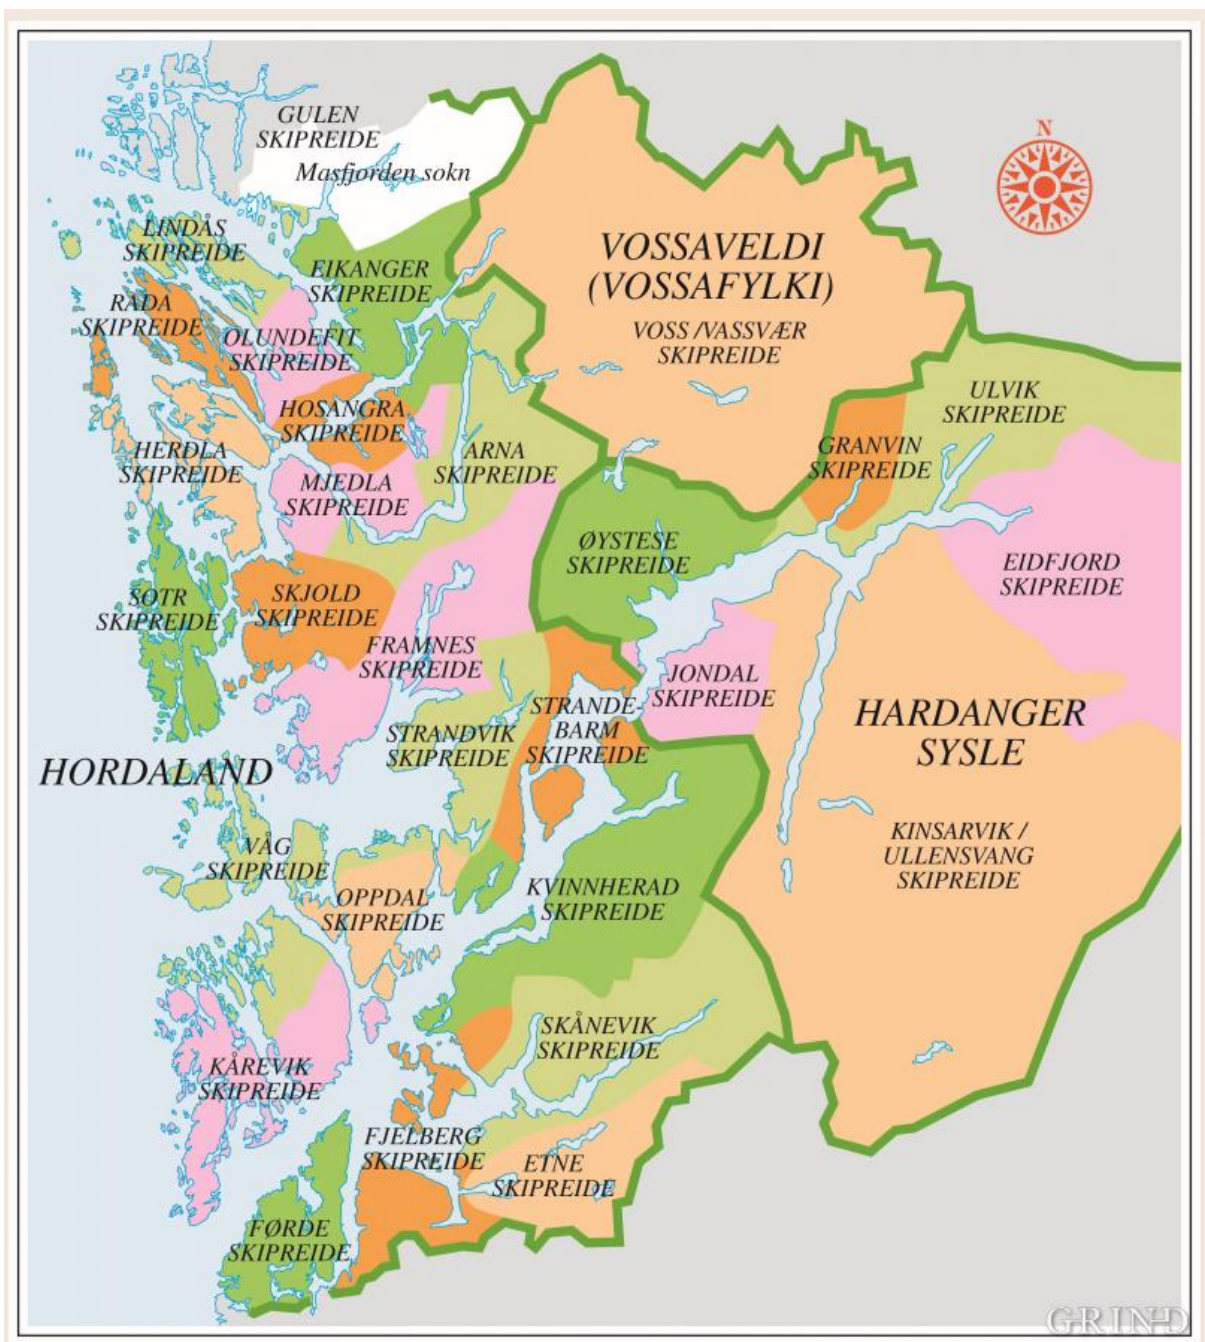 N
GULEN
SKIPREIDE
Masfjorden sokn
LINDÅS
SKIPREIDE
EIKANGER
SKIPREIDE
VOSSAVELDI
(VOSSAFYLKI)
VOSS /VASSVÆR
SKIPREIDE
RADA
SKIPREIDE
OLUNDEFIT
SKIPREIDE
ULVIK
SKIPREIDE
HOSANGRA
SKIPREIDE
HERDLA
SKIPREIDE
ARNA
SKIPREIDE
GRANVIN
SKIPREIDE
MJEDLA
SKIPREIDE
ØYSTESE
SKIPREIDE
EIDFJORD
SKIPREIDE
SOTR
SKIPREIDE
SKJOLD
SKIPREIDE
FRAMNES
SKIPREIDE
JONDAL
SKIPREIDE
STRANDE-
BARM
SKIPREIDE
STRANDVIK
SKIPREIDE
HARDANGER
SYSLE
HORDALAND
VÅG
SKIPREIDE
KINSARVIK /
ULLENSVANG
SKIPREIDE
OPPDAL
SKIPREIDE
KVINNHERAD
SKIPREIDE
SKÅNEVIK
SKIPREIDE
KÅREVIK
SKIPREIDE
FJELBERG
SKIPREIDE
ETNE
SKIPREIDE
FØRDE
SKIPREIDE
GRIND